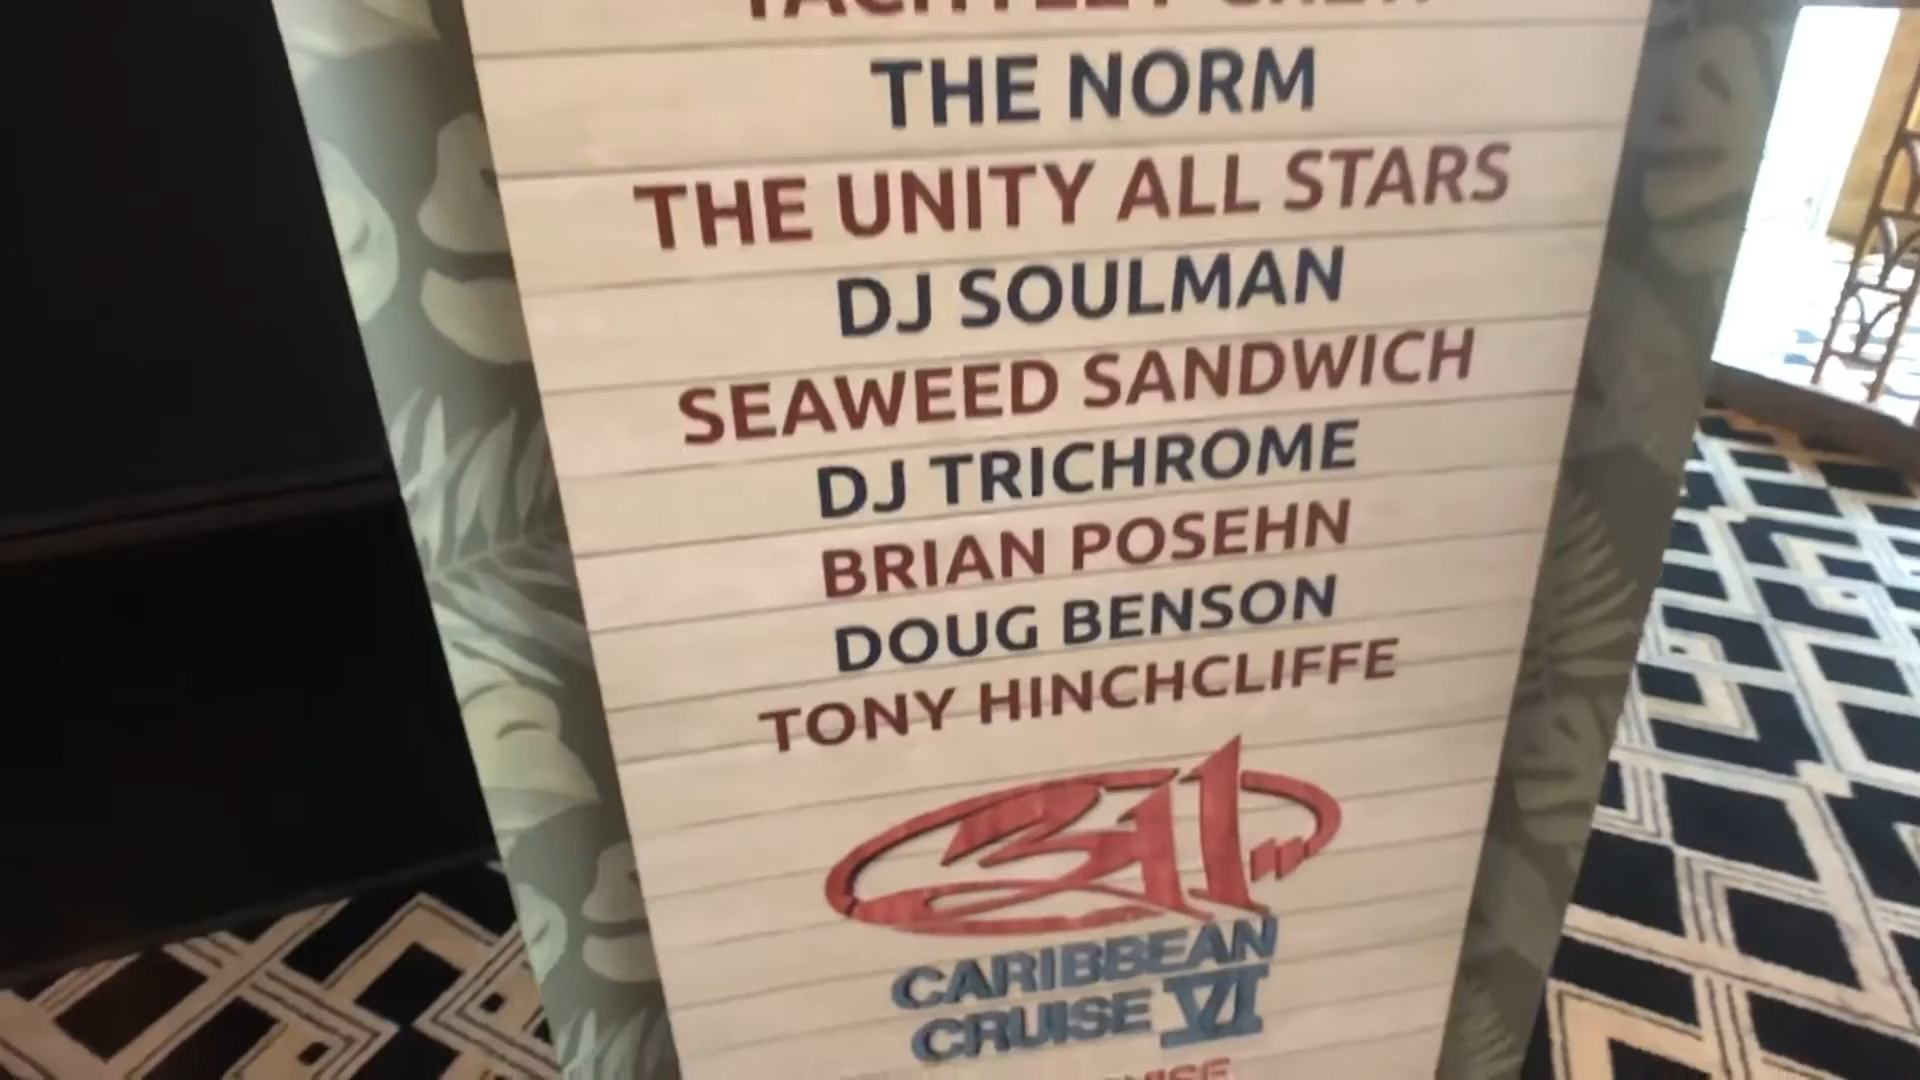 THE NORM
THE UNITY ALL STARS
DJ SOULMAN
SEAWEED SANDWICH
DJ TRICHROME
BRIAN POSEHN
DOUG BENSON
TONY HINCHCLIFFE
311
CARIBBEAN
CRUISE VI